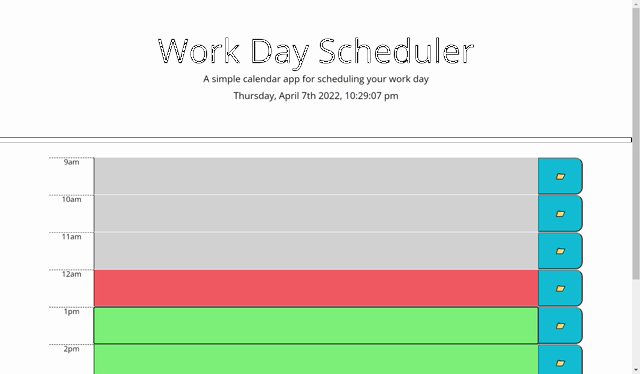 Work Day Scheduler
A simple calendar app for scheduling your work day
Thursday, April 7th 2022, 10:29:07 pm
9am
10am
11am
12am
1pm
2pm